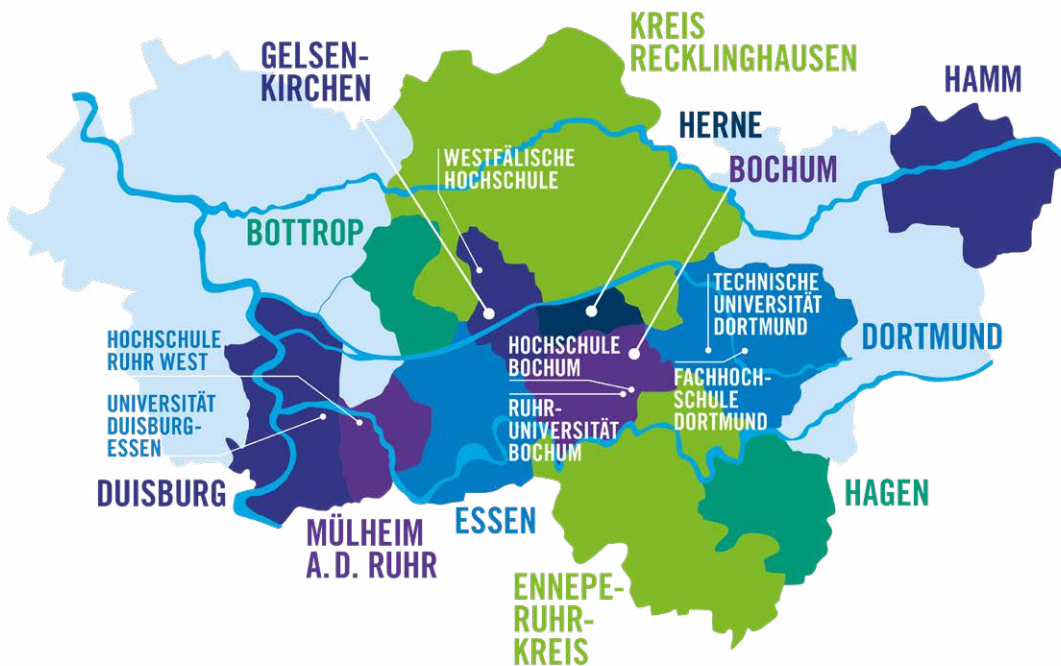 KREIS
RECKLINGHAUSEN
GELSEN-
KIRCHEN
HAMM
HERNE
WESTFÄLISCHE
HOCHSCHULE
BOCHUM
BOTTROP
TECHNISCHE
UNIVERSITÄT
DORTMUND
HOCHSCHULE
RUHR WEST
HOCHSCHULE
BOCHUM
DORTMUND
FACHHOCH-
SCHULE
DORTMUND
UNIVERSITÄT
DUISBURG-
ESSEN
RUHR-
UNIVERSITÄT
BOCHUM
DUISBURG
HAGEN
ESSEN
MÜLHEIM
A. D. RUHR
ENNEPE-
RUHR-
KREIS